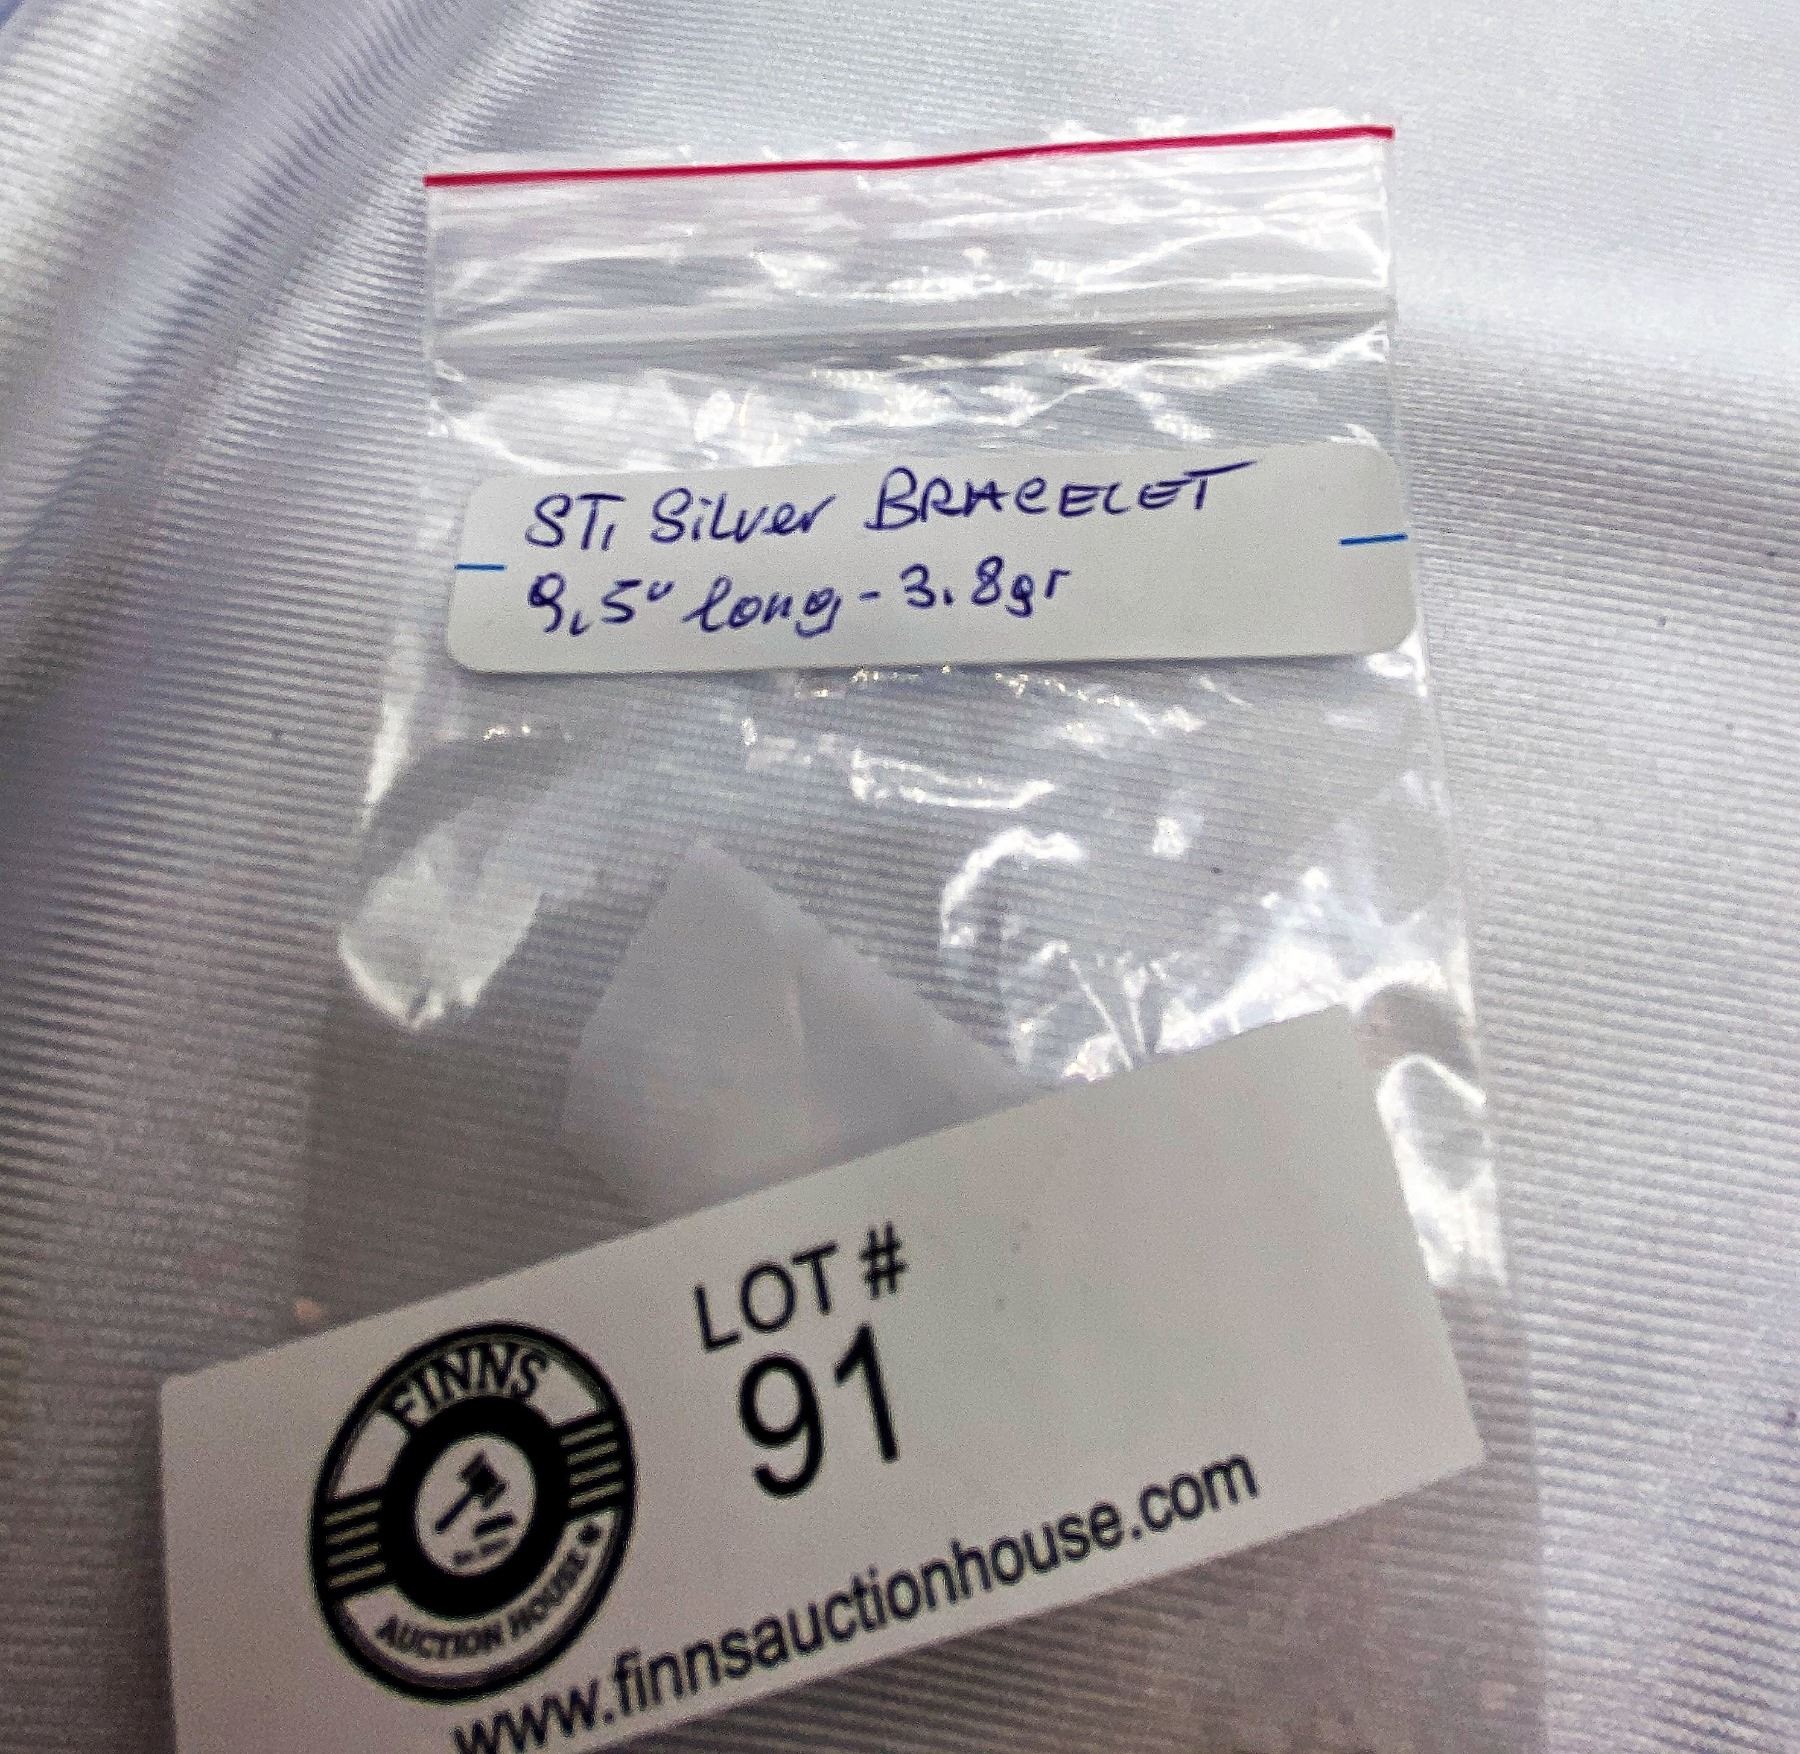 ST, Silver BRACELET
9,5" long - 3.8gr
LOT #
91
FINNS
AUCTION HOUSE
www.finnsauctionhouse.com